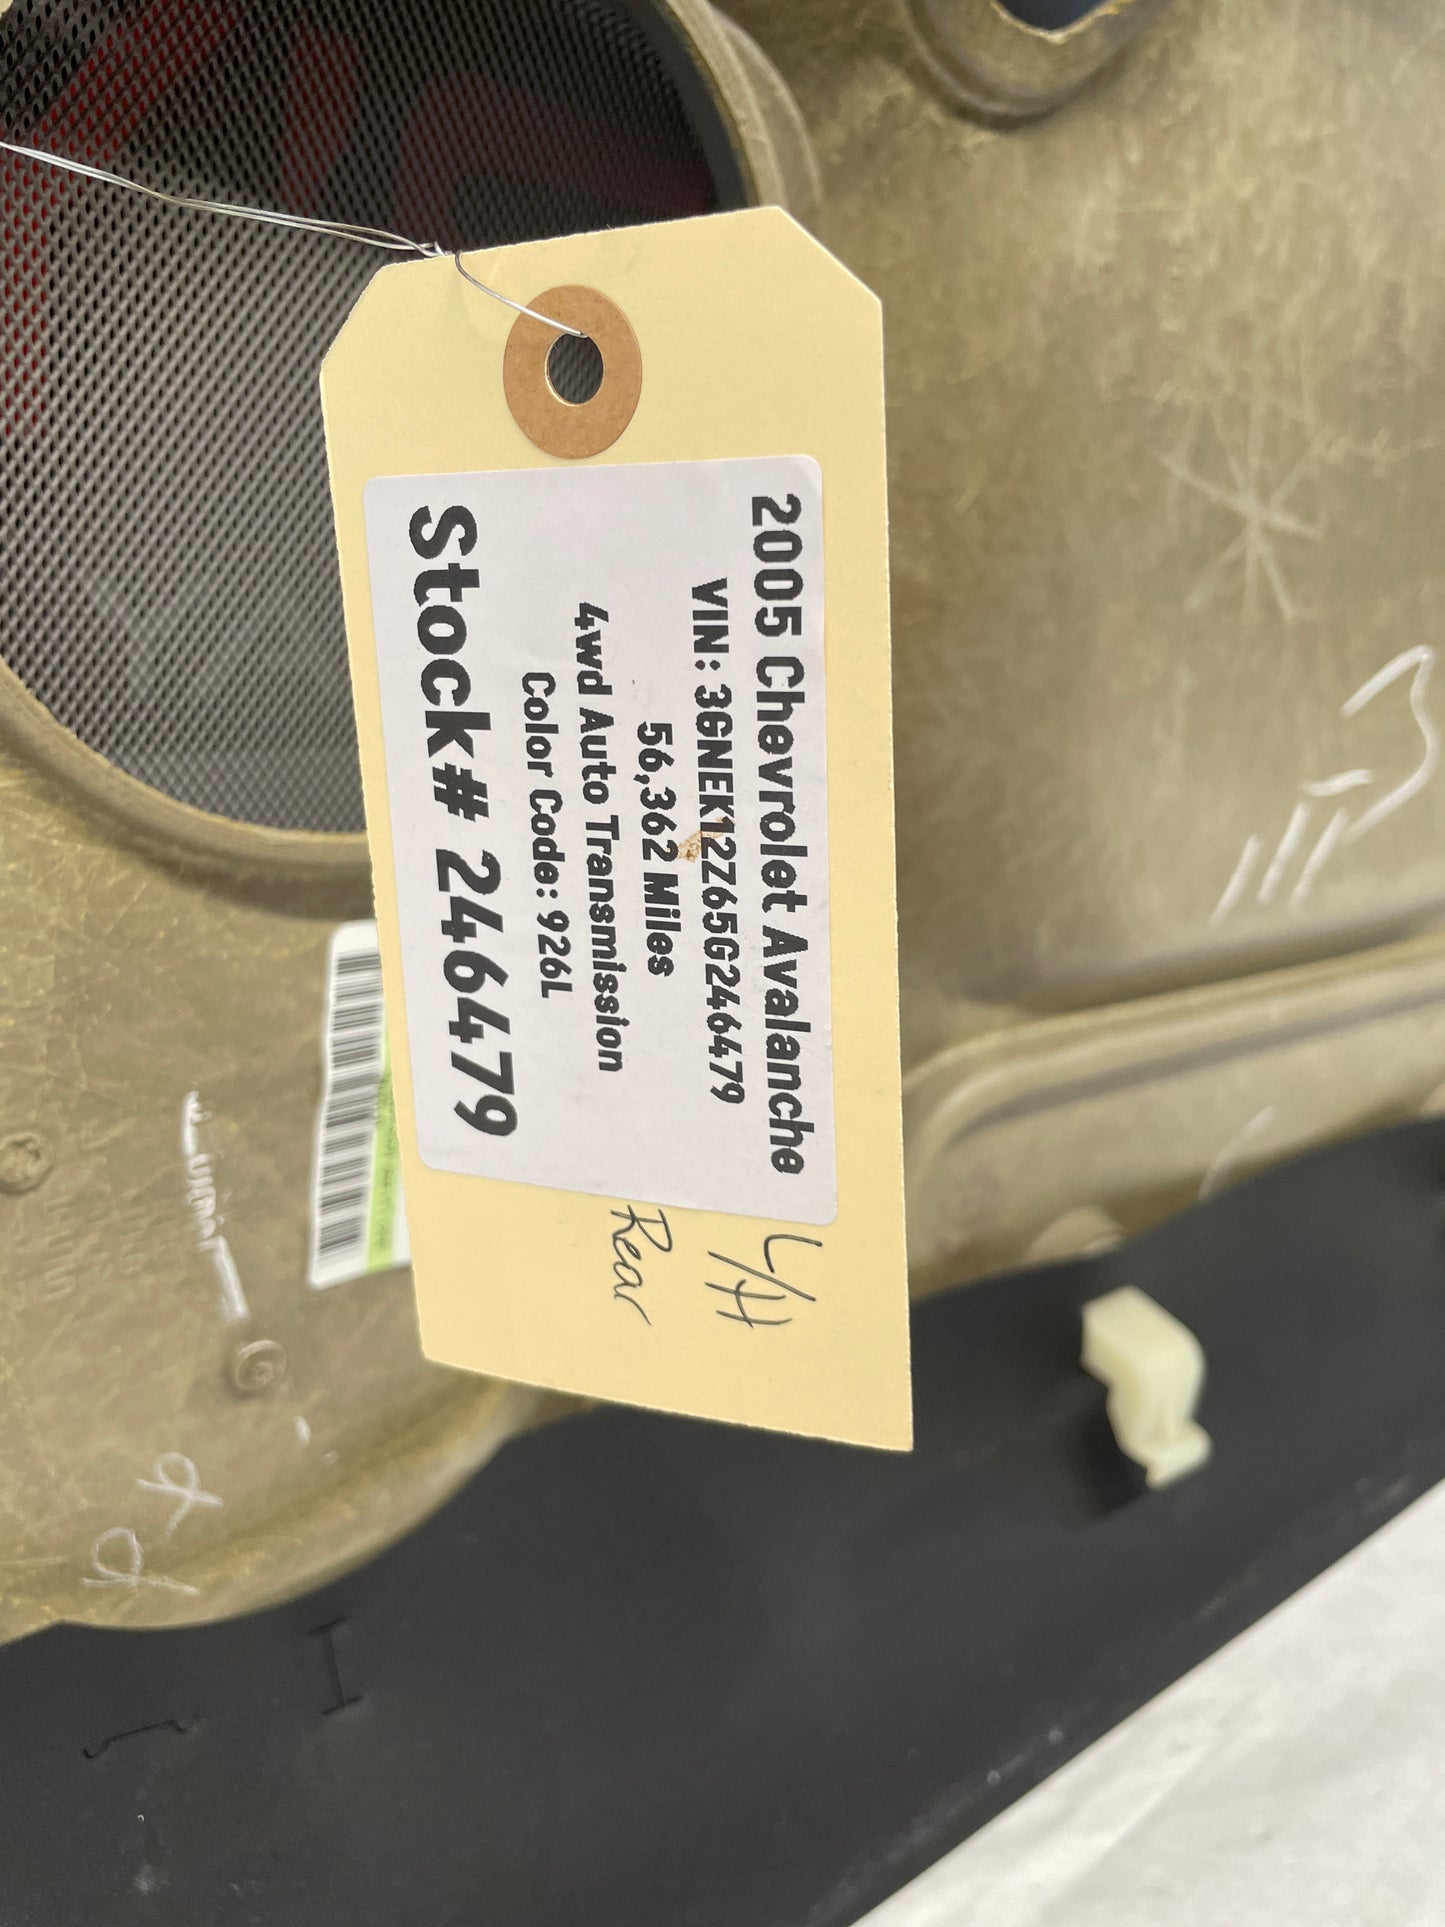 2005 Chevrolet Avalanche
VIN: 3GNEK12Z65G246479
56,362 Miles
4wd Auto Transmission
Color Code: 926L
Stock# 246479
L/H
Rear